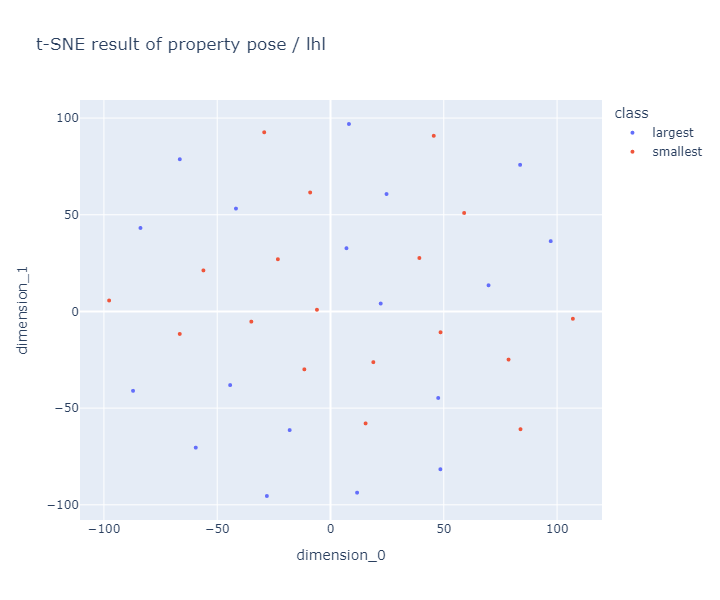 t-SNE result of property pose / lhl
class
largest
smallest
dimension_1
100
50
0
−50
−100
−100
−50
0
50
100
dimension_0